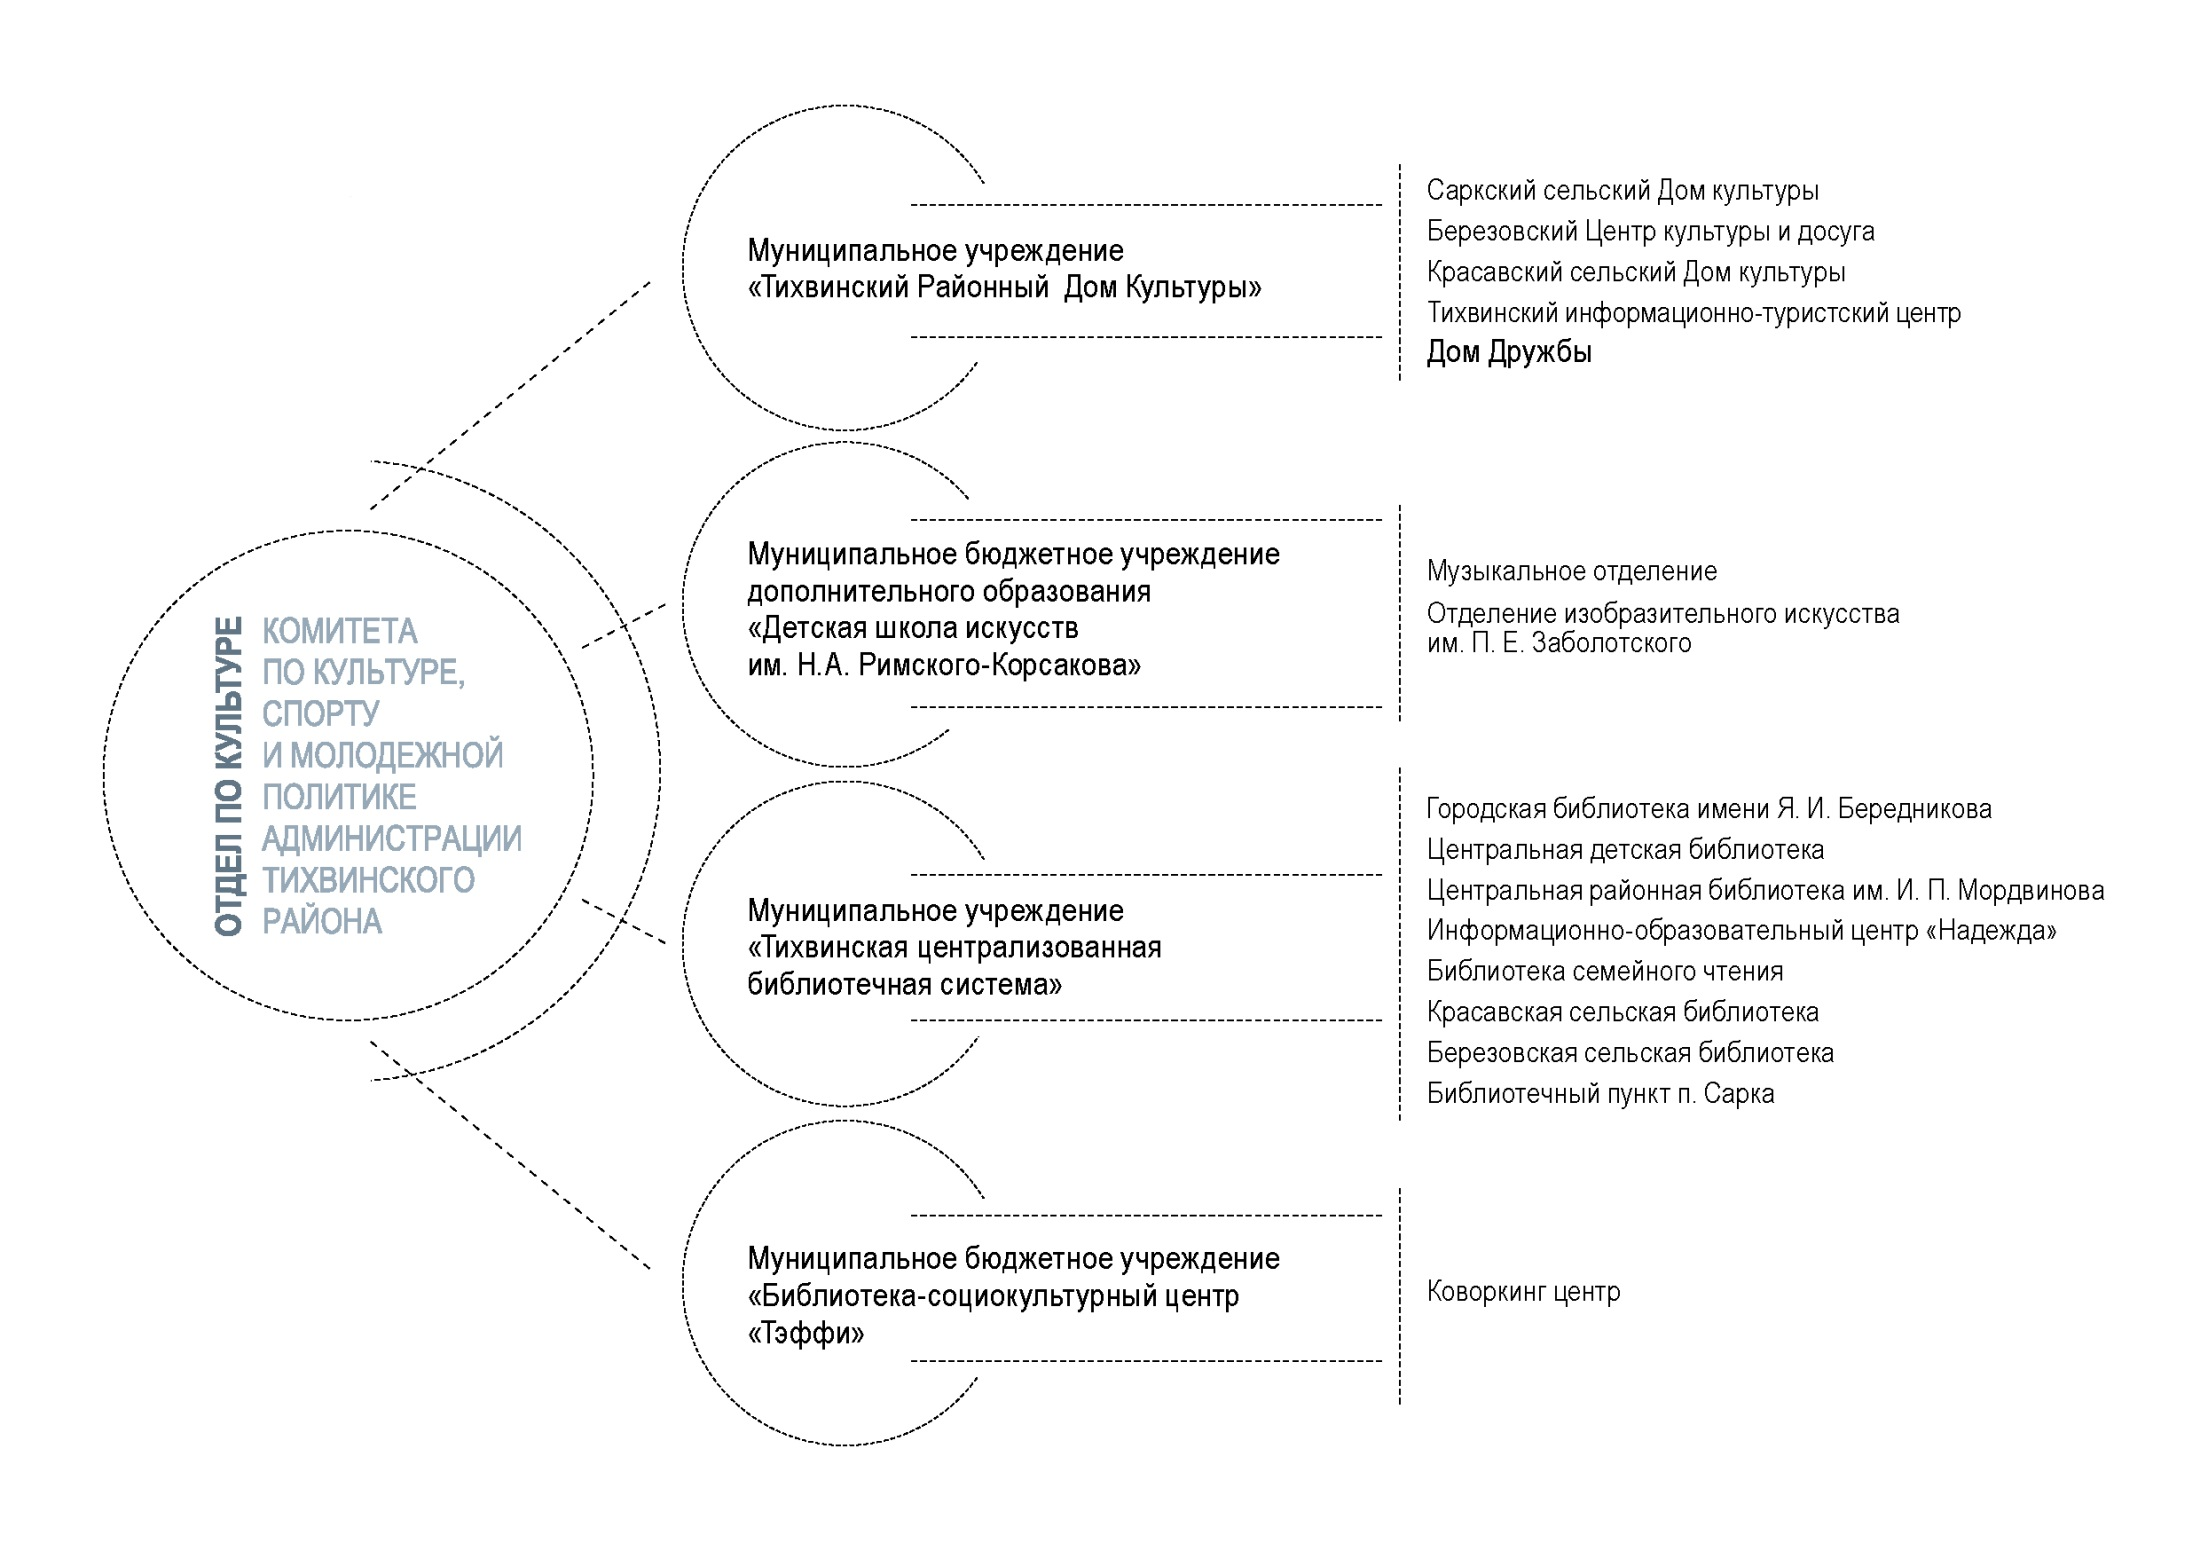 ОТДЕЛ ПО КУЛЬТУРЕ
КОМИТЕТА
ПО КУЛЬТУРЕ,
СПОРТУ
И МОЛОДЕЖНОЙ
ПОЛИТИКЕ
АДМИНИСТРАЦИИ
ТИХВИНСКОГО
РАЙОНА
Муниципальное учреждение
«Тихвинский Районный Дом Культуры»
Саркский сельский Дом культуры
Березовский Центр культуры и досуга
Красавский сельский Дом культуры
Тихвинский информационно-туристский центр
Дом Дружбы
Муниципальное бюджетное учреждение
дополнительного образования
«Детская школа искусств
им. Н.А. Римского-Корсакова»
Музыкальное отделение
Отделение изобразительного искусства
им. П. Е. Заболотского
Муниципальное учреждение
«Тихвинская централизованная
библиотечная система»
Городская библиотека имени Я. И. Бередникова
Центральная детская библиотека
Центральная районная библиотека им. И. П. Мордвинова
Информационно-образовательный центр «Надежда»
Библиотека семейного чтения
Красавская сельская библиотека
Березовская сельская библиотека
Библиотечный пункт п. Сарка
Муниципальное бюджетное учреждение
«Библиотека-социокультурный центр
«Тэффи»
Коворкинг центр